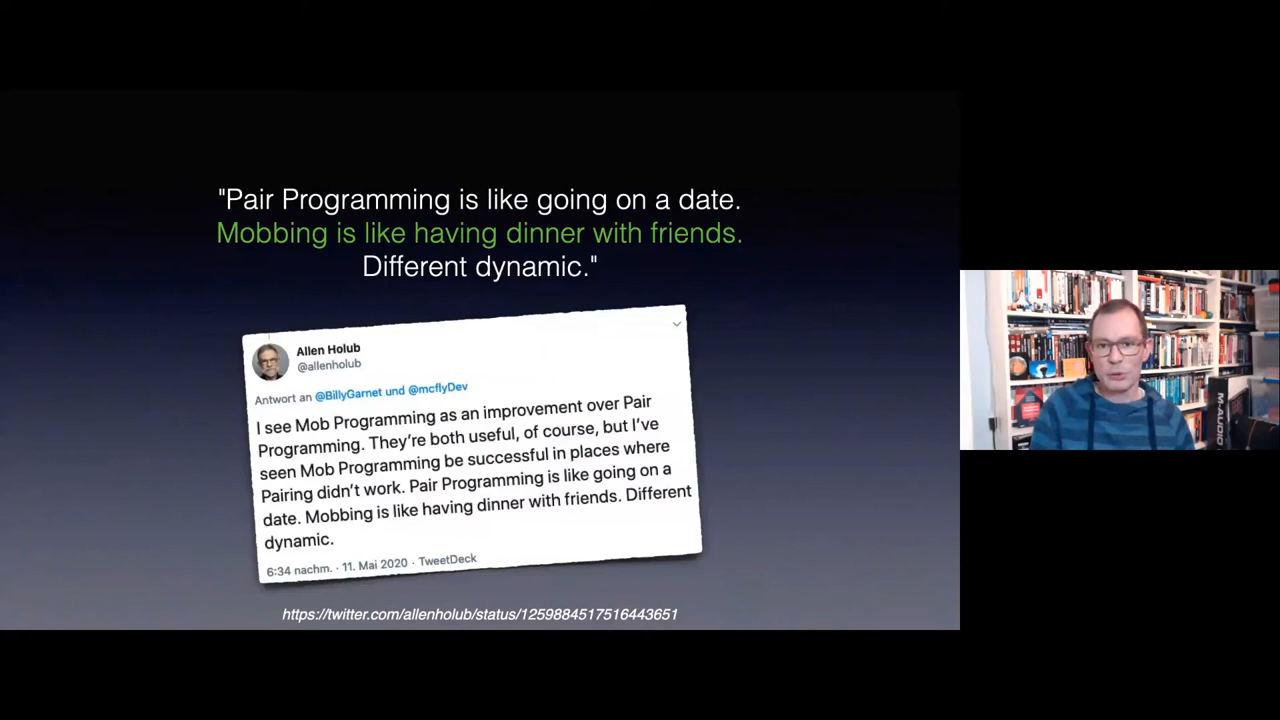 "Pair Programming is like going on a date.
Mobbing is like having dinner with friends.
Different dynamic."
Allen Holub
@allenholub
Antwort an @BillyGarnet und @mcflyDev
I see Mob Programming as an improvement over Pair
Programming. They're both useful, of course, but I've
seen Mob Programming be successful in places where
Pairing didn't work. Pair Programming is like going on a
date. Mobbing is like having dinner with friends. Different
dynamic.
6:34 nachm. · 11. Mai 2020 · TweetDeck
https://twitter.com/allenholub/status/1259884517516443651
M-AUDIO